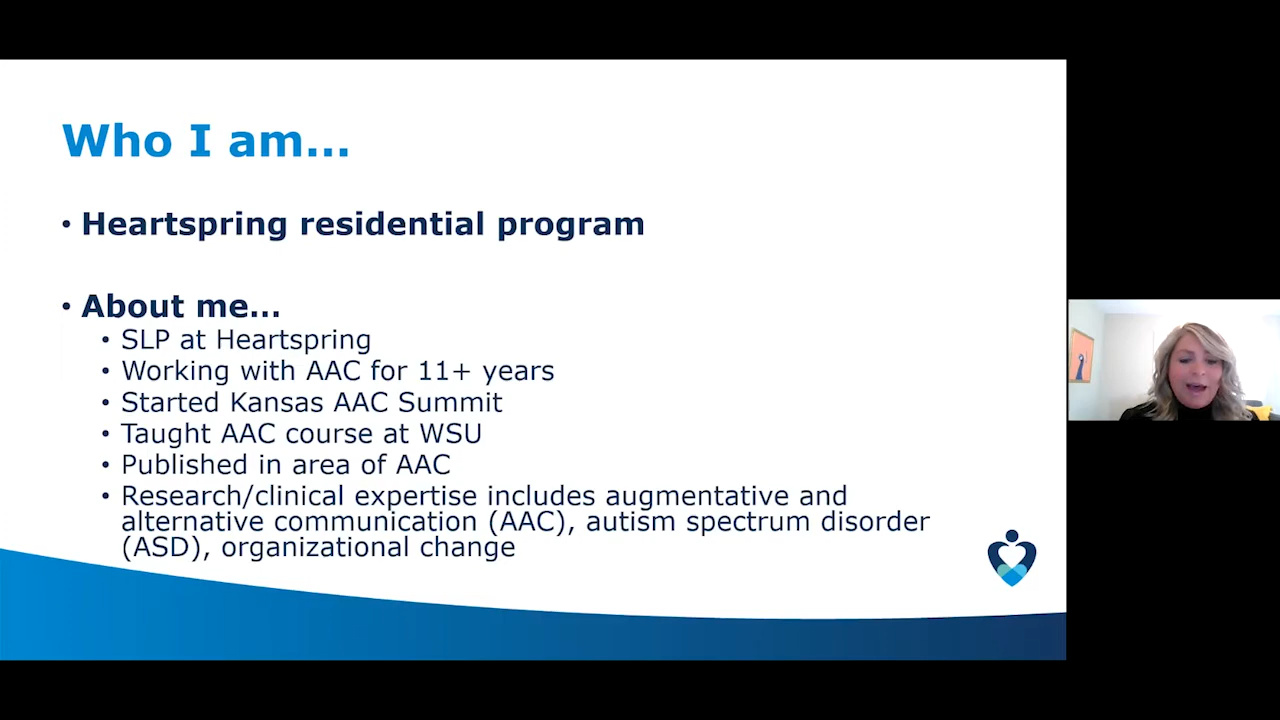 Who I am...
• Heartspring residential program
• About me...
• SLP at Heartspring
• Working with AAC for 11+ years
• Started Kansas AAC Summit
• Taught AAC course at WSU
• Published in area of AAC
• Research/clinical expertise includes augmentative and
alternative communication (AAC), autism spectrum disorder
(ASD), organizational change